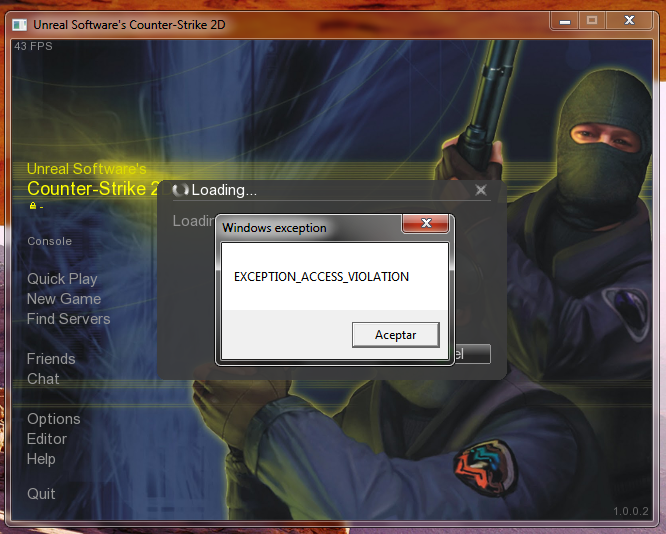 Unreal Software's Counter-Strike 2D
43 FPS
Unreal Software's
Counter-Strike 2
-
Console
Quick Play
New Game
Find Servers
Friends
Chat
Options
Editor
Help
Quit
Loading...
Loadin
Windows exception
EXCEPTION_ACCESS_VIOLATION
Aceptar
el
1.0.0.2